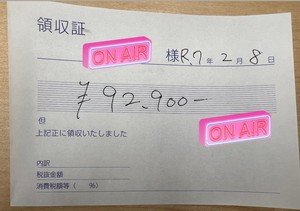 領収証
ON AIR 様 R.7年2月8日
¥92.900-
但
ON AIR
上記正に領収いたしました
内訳
税抜金額
消費税額等( %)